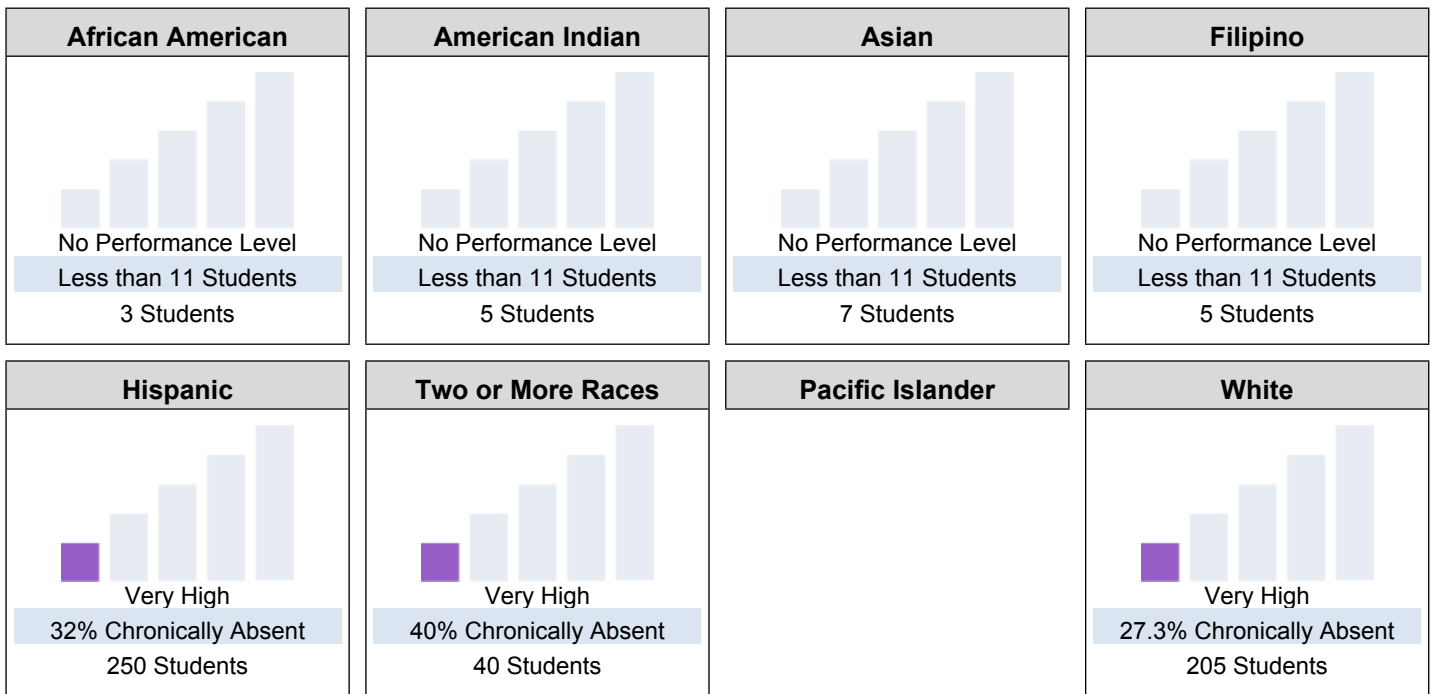 African American
No Performance Level
Less than 11 Students
3 Students
American Indian
No Performance Level
Less than 11 Students
5 Students
Asian
No Performance Level
Less than 11 Students
7 Students
Filipino
No Performance Level
Less than 11 Students
5 Students
Hispanic
Very High
32% Chronically Absent
250 Students
Two or More Races
Very High
40% Chronically Absent
40 Students
Pacific Islander
White
Very High
27.3% Chronically Absent
205 Students